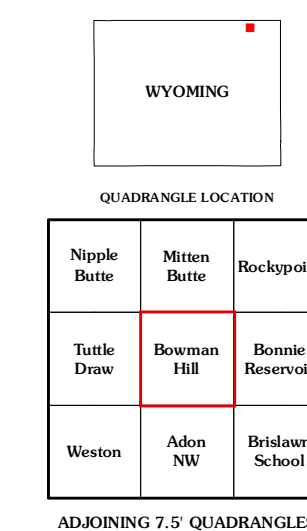 WYOMING
QUADRANGLE LOCATION
Nipple Butte
Mitten Butte
Rockypoi
Tuttle Draw
Bowman Hill
Bonnie Reservoi
Weston
Adon NW
Brislawn School
ADJOINING 7.5' QUADRANGLES